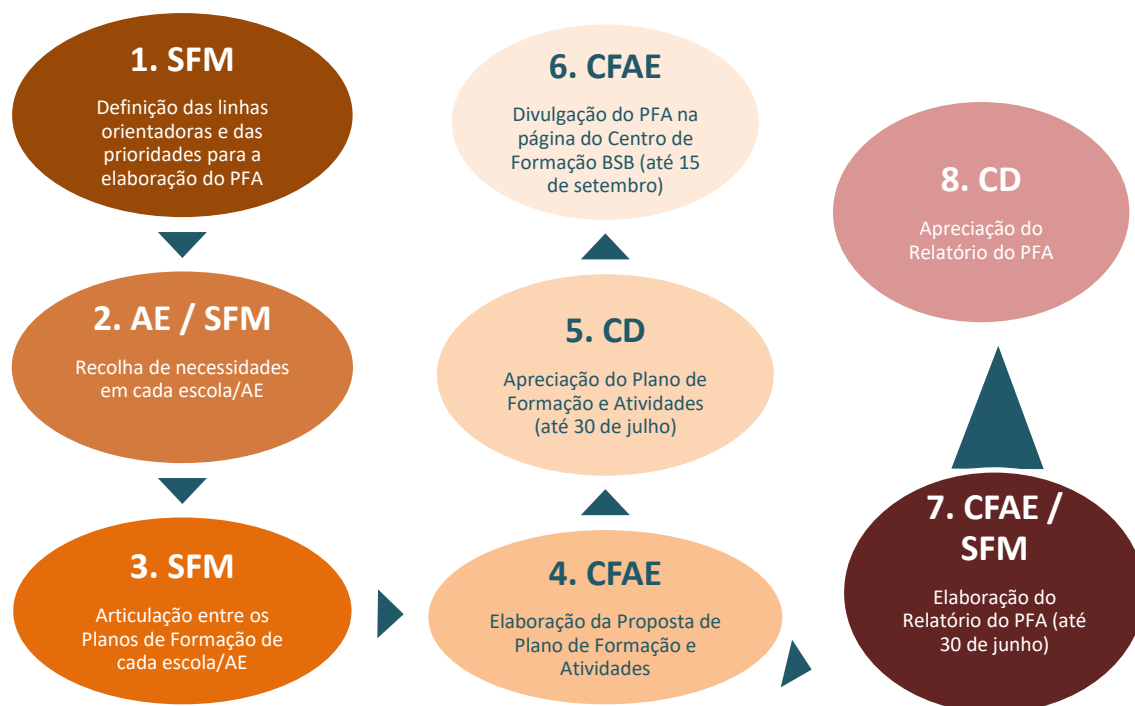 1. SFM
Definição das linhas
orientadoras e das
prioridades para a
elaboração do PFA
2. AE / SFM
Recolha de necessidades
em cada escola/AE
3. SFM
Articulação entre os
Planos de Formação de
cada escola/AE
4. CFAE
Elaboração da Proposta de
Plano de Formação e
Atividades
5. CD
Apreciação do Plano de
Formação e Atividades
(até 30 de julho)
6. CFAE
Divulgação do PFA na
página do Centro de
Formação BSB (até 15
de setembro)
7. CFAE /
SFM
Elaboração do
Relatório do PFA (até
30 de junho)
8. CD
Apreciação do
Relatório do PFA